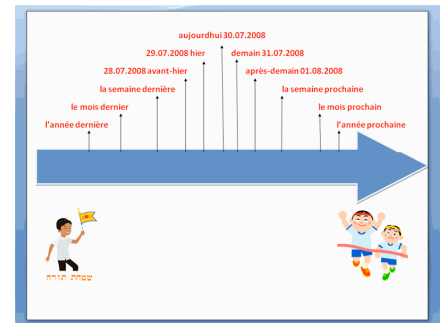 aujourdhui 30.07.2008
29.07.2008 hier
demain 31.07.2008
28.07.2008 avant-hier
après-demain 01.08.2008
la semaine dernière
la semaine prochaine
le mois dernier
le mois prochain
l'année dernière
l'année prochaine
שמחת תורה